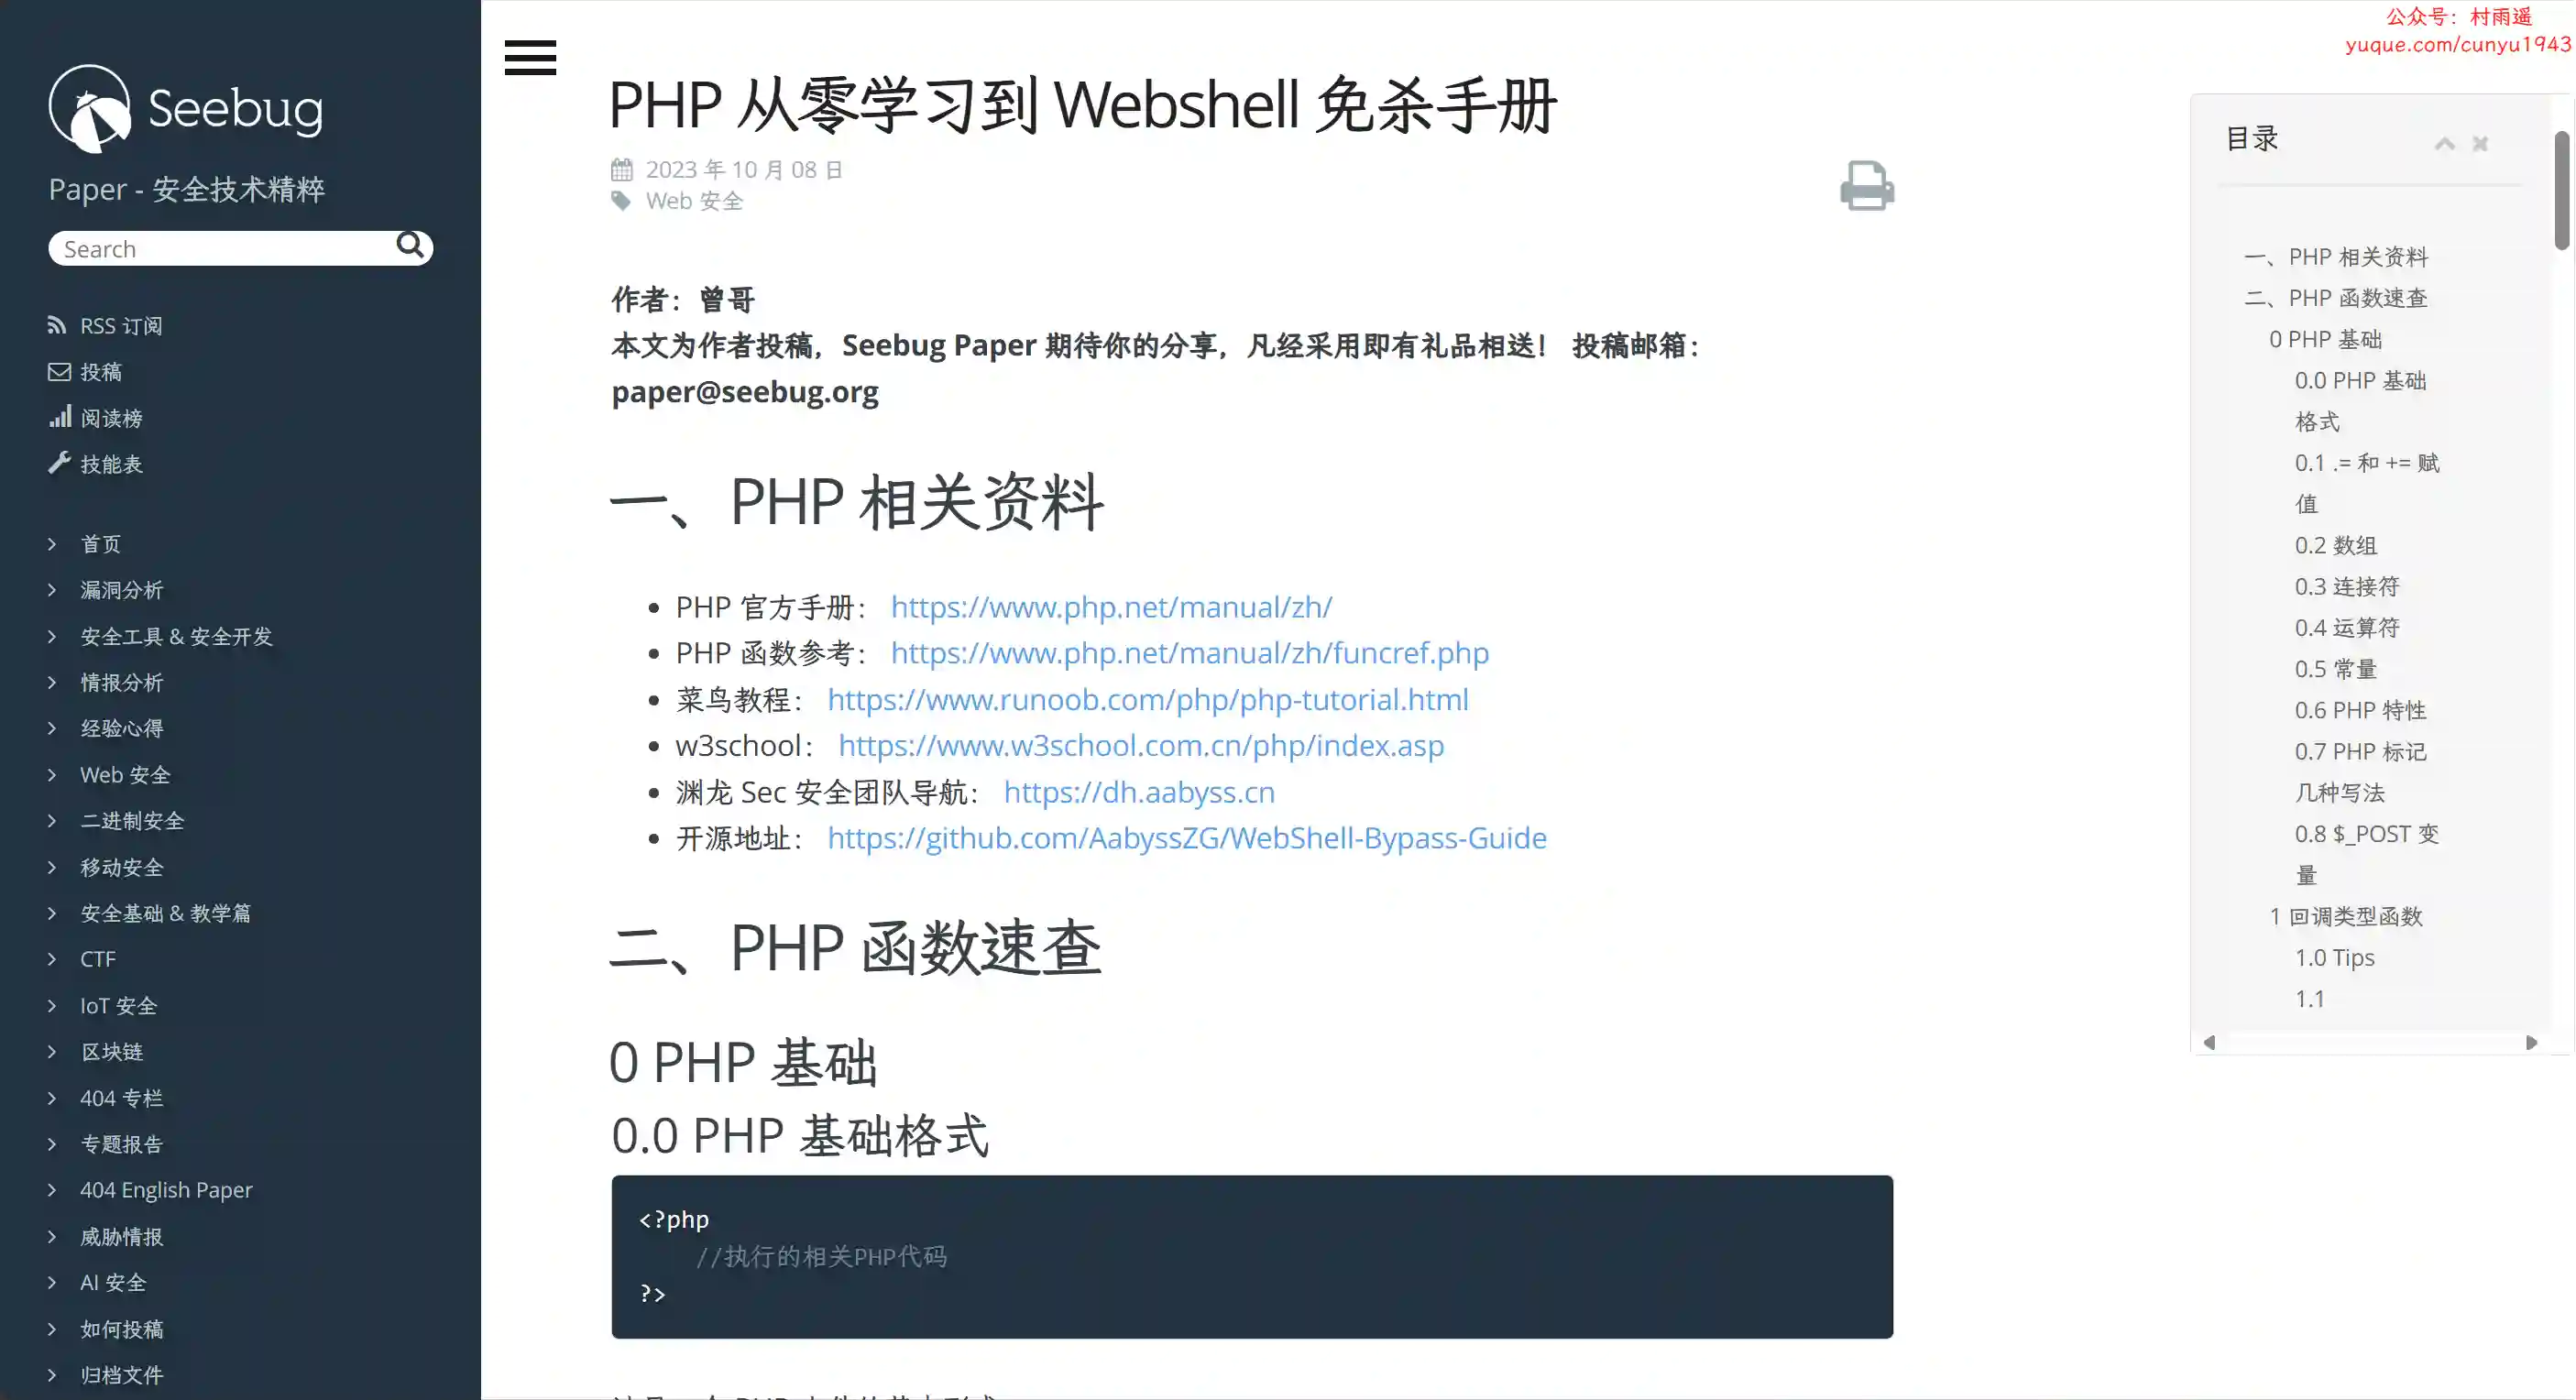 Seebug
Paper - 安全技术精粹
Search
RSS 订阅
投稿
阅读榜
技能表
首页
漏洞分析
安全工具 & 安全开发
情报分析
经验心得
Web 安全
二进制安全
移动安全
安全基础 & 教学篇
CTF
IoT 安全
区块链
404 专栏
专题报告
404 English Paper
威胁情报
AI 安全
如何投稿
归档文件
PHP 从零学习到 Webshell 免杀手册
2023 年 10 月 08 日
Web 安全
作者：曾哥
本文为作者投稿，Seebug Paper 期待你的分享，凡经采用即有礼品相送！ 投稿邮箱：
paper@seebug.org
一、PHP 相关资料
PHP 官方手册： https://www.php.net/manual/zh/
PHP 函数参考： https://www.php.net/manual/zh/funcref.php
菜鸟教程： https://www.runoob.com/php/php-tutorial.html
w3school： https://www.w3school.com.cn/php/index.asp
渊龙 Sec 安全团队导航： https://dh.aabyss.cn
开源地址： https://github.com/AabyssZG/WebShell-Bypass-Guide
二、PHP 函数速查
0 PHP 基础
0.0 PHP 基础格式
<?php
//执行的相关PHP代码
?>
公众号：村雨遥
yuque.com/cunyu1943
目录
一、PHP 相关资料
二、PHP 函数速查
0 PHP 基础
0.0 PHP 基础
格式
0.1 .= 和 += 赋
值
0.2 数组
0.3 连接符
0.4 运算符
0.5 常量
0.6 PHP 特性
0.7 PHP 标记
几种写法
0.8 $_POST 变
量
1 回调类型函数
1.0 Tips
1.1